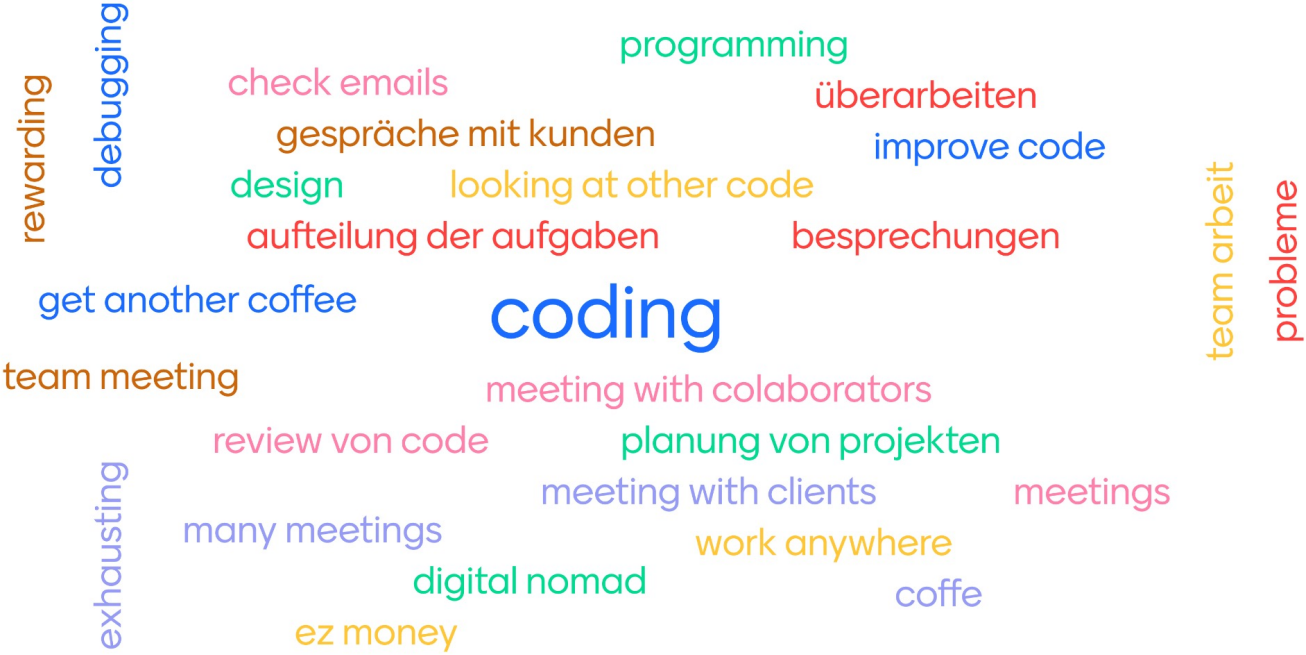 debugging
programming
check emails
rewarding
überarbeiten
gespräche mit kunden
improve code
design
looking at other code
team arbeit
probleme
aufteilung der aufgaben
besprechungen
get another coffee
coding
team meeting
meeting with colaborators
review von code
planung von projekten
exhausting
meeting with clients
meetings
many meetings
work anywhere
digital nomad
coffe
ez money